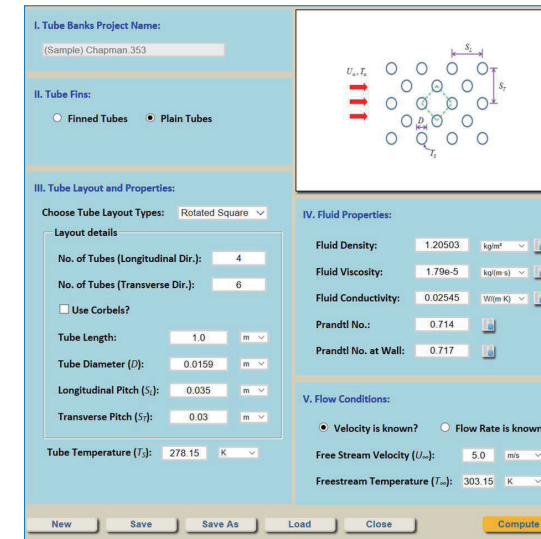 I. Tube Banks Project Name:
(Sample) Chapman.353
II. Tube Fins:
Finned Tubes Plain Tubes
III. Tube Layout and Properties:
Choose Tube Layout Types: Rotated Square
Layout details
No. of Tubes (Longitudinal Dir.): 4
No. of Tubes (Transverse Dir.): 6
Use Corbels?
Tube Length: 1.0 m
Tube Diameter (D): 0.0159 m
Longitudinal Pitch (SL): 0.035 m
Transverse Pitch (ST): 0.03 m
Tube Temperature (TS): 278.15 K
U∞, T∞
SL
ST
D
TS
IV. Fluid Properties:
Fluid Density: 1.20503 kg/m³
Fluid Viscosity: 1.79e-5 kg/(m·s)
Fluid Conductivity: 0.02545 W/(m·K)
Prandtl No.: 0.714
Prandtl No. at Wall: 0.717
V. Flow Conditions:
Velocity is known? Flow Rate is known
Free Stream Velocity (U∞): 5.0 m/s
Freestream Temperature (T∞): 303.15 K
New Save Save As Load Close Compute